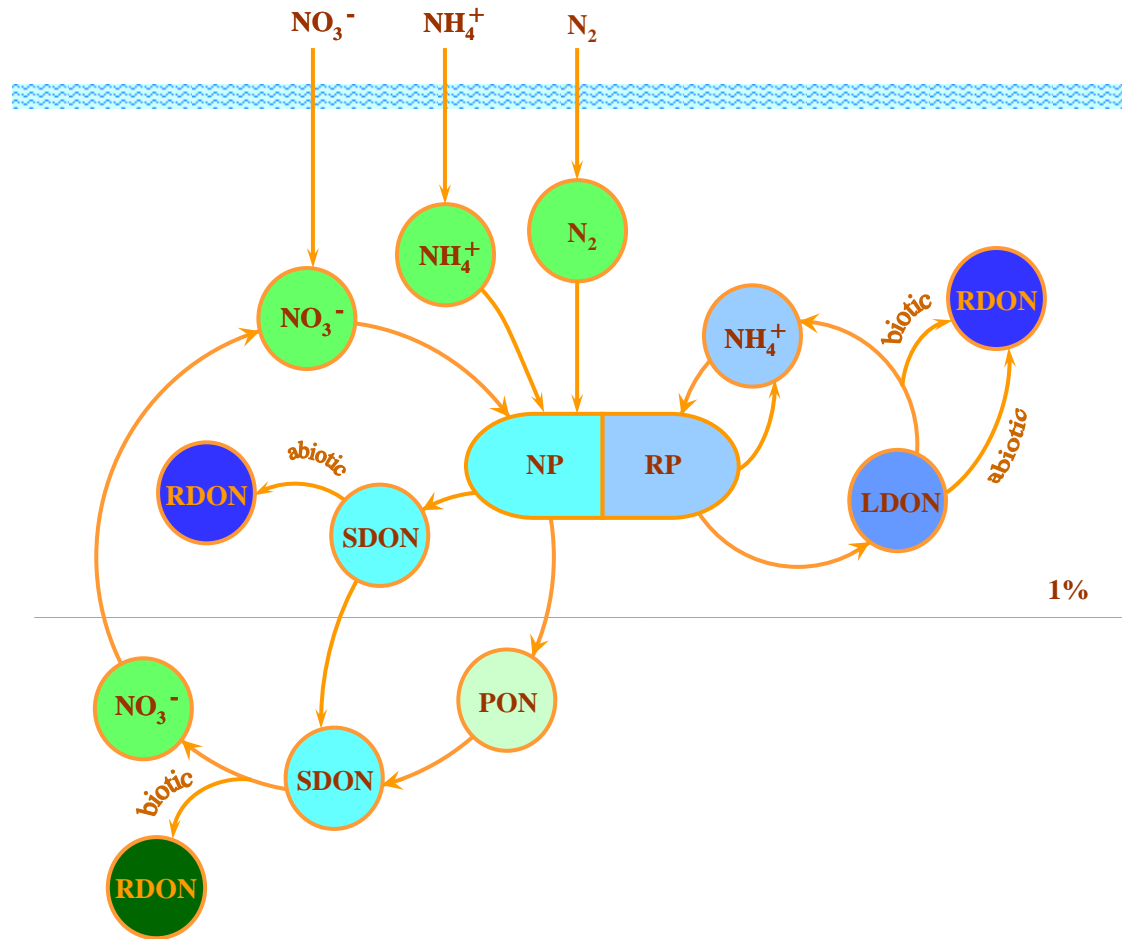 NO₃⁻ NH₄⁺ N₂
N₂
NH₄⁺
NO₃⁻
NH₄⁺
biotic
RDON
abiotic
NP RP
abiotic
RDON
LDON
SDON
1%
NO₃⁻
PON
SDON
biotic
RDON